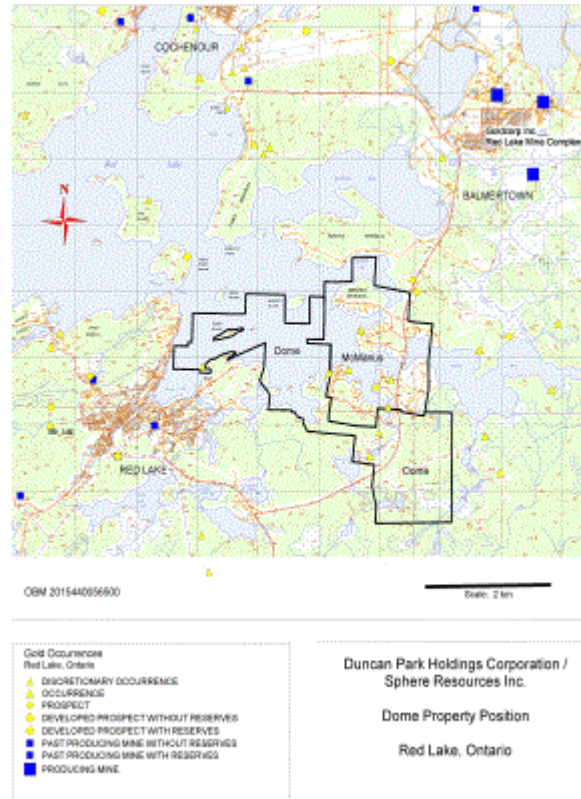 COCHENOUR
Goldcorp Inc.
Red Lake Mine Complex
BALMERTOWN
N
Dome
McManus
RED LAKE
Dome
OBM 2015440056500
Scale: 2 km
Gold Occurrences
Red Lake, Ontario
DISCRETIONARY OCCURRENCE
OCCURRENCE
PROSPECT
DEVELOPED PROSPECT WITHOUT RESERVES
DEVELOPED PROSPECT WITH RESERVES
PAST PRODUCING MINE WITHOUT RESERVES
PAST PRODUCING MINE WITH RESERVES
PRODUCING MINE
Duncan Park Holdings Corporation /
Sphere Resources Inc.
Dome Property Position
Red Lake, Ontario